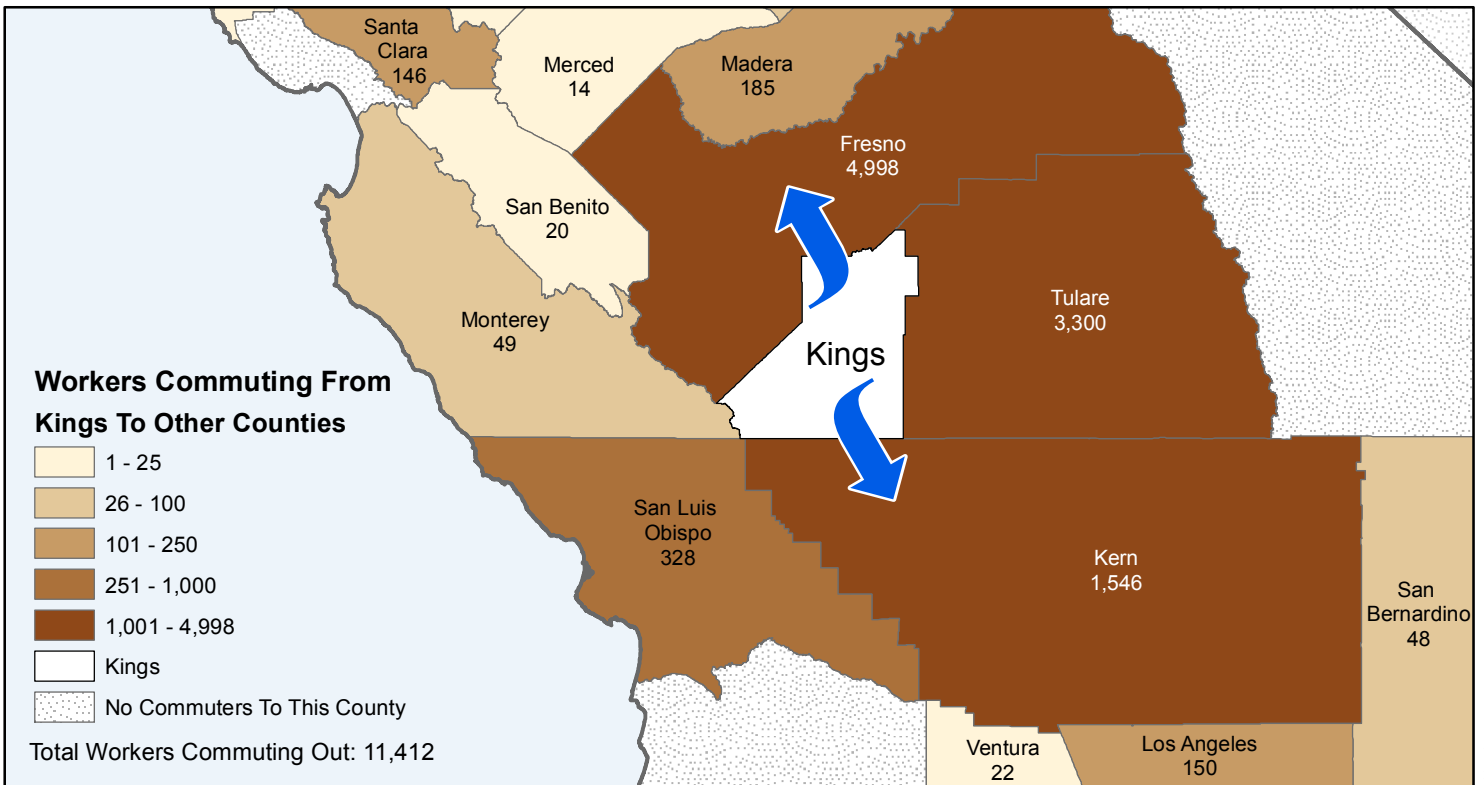 Santa
Clara
146
Merced
14
Madera
185
Fresno
4,998
San Benito
20
Tulare
3,300
Monterey
49
Kings
San Luis
Obispo
328
Kern
1,546
San
Bernardino
48
Ventura
22
Los Angeles
150
Workers Commuting From
Kings To Other Counties
1 - 25
26 - 100
101 - 250
251 - 1,000
1,001 - 4,998
Kings
No Commuters To This County
Total Workers Commuting Out: 11,412